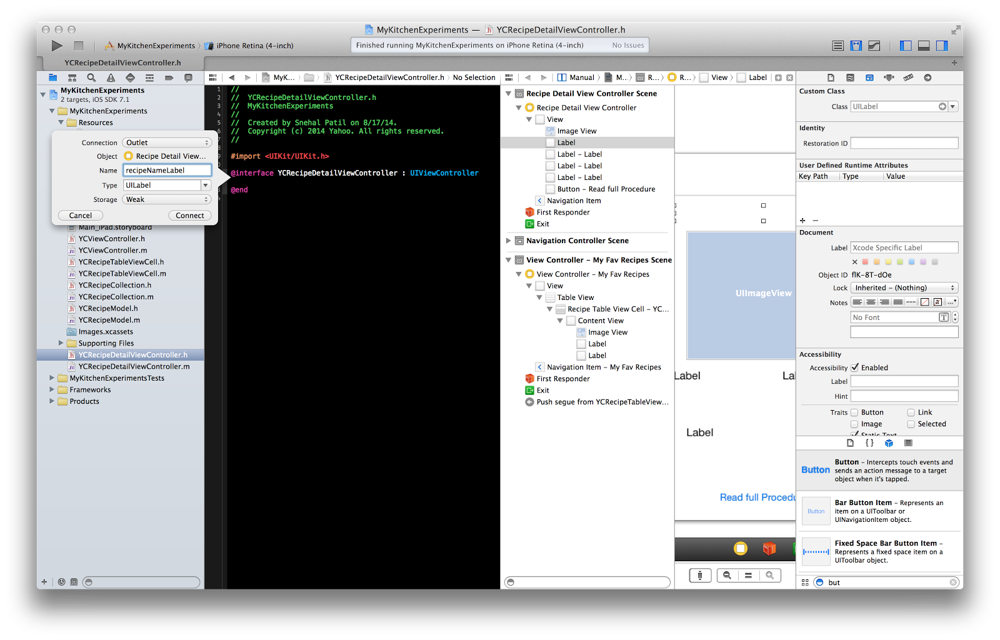 MyKitchenExperiments — YCRecipeDetailViewController.h
MyKitchenExperiments › iPhone Retina (4-inch)
Finished running MyKitchenExperiments on iPhone Retina (4-inch) No Issues
YCRecipeDetailViewController.h
MyKitchenExperiments
2 targets, iOS SDK 7.1
MyKitchenExperiments
Resources
Connection Outlet
Object Recipe Detail View...
Name recipeNameLabel
Type UILabel
Storage Weak
Cancel Connect
Main_iPad.storyboard
YCViewController.h
YCViewController.m
YCRecipeTableViewCell.h
YCRecipeTableViewCell.m
YCRecipeCollection.h
YCRecipeCollection.m
YCRecipeModel.h
YCRecipeModel.m
Images.xcassets
Supporting Files
YCRecipeDetailViewController.h
YCRecipeDetailViewController.m
MyKitchenExperimentsTests
Frameworks
Products
MyK... YCRecipeDetailViewController.h No Selection
1 //
2 // YCRecipeDetailViewController.h
3 // MyKitchenExperiments
4 //
5 // Created by Snehal Patil on 8/17/14.
6 // Copyright (c) 2014 Yahoo. All rights reserved.
//
#import <UIKit/UIKit.h>
@interface YCRecipeDetailViewController : UIViewController
@end
Manual M... R... R... View Label
Recipe Detail View Controller Scene
Recipe Detail View Controller
View
Image View
Label
Label – Label
Label – Label
Label – Label
Button – Read full Procedure
Navigation Item
First Responder
Exit
Navigation Controller Scene
View Controller – My Fav Recipes Scene
View Controller – My Fav Recipes
View
Table View
Recipe Table View Cell – YC...
Content View
Image View
Label
Label
Navigation Item – My Fav Recipes
First Responder
Exit
Push segue from YCRecipeTableView...
UIImageView
Label
Label
Read full Procedu
Custom Class
Class UILabel
Identity
Restoration ID
User Defined Runtime Attributes
Key Path Type Value
Document
Label Xcode Specific Label
Object ID flK-8T-dOe
Lock Inherited – (Nothing)
Notes
No Font
Accessibility
Accessibility Enabled
Label
Hint
Traits Button Link
Image Selected
Static Text
Button
Button – Intercepts touch events and
sends an action message to a target
object when it's tapped.
Button
Bar Button Item – Represents an
item on a UIToolbar or
UINavigationItem object.
Fixed Space Bar Button Item –
Represents a fixed space item on a
UIToolbar object.
but